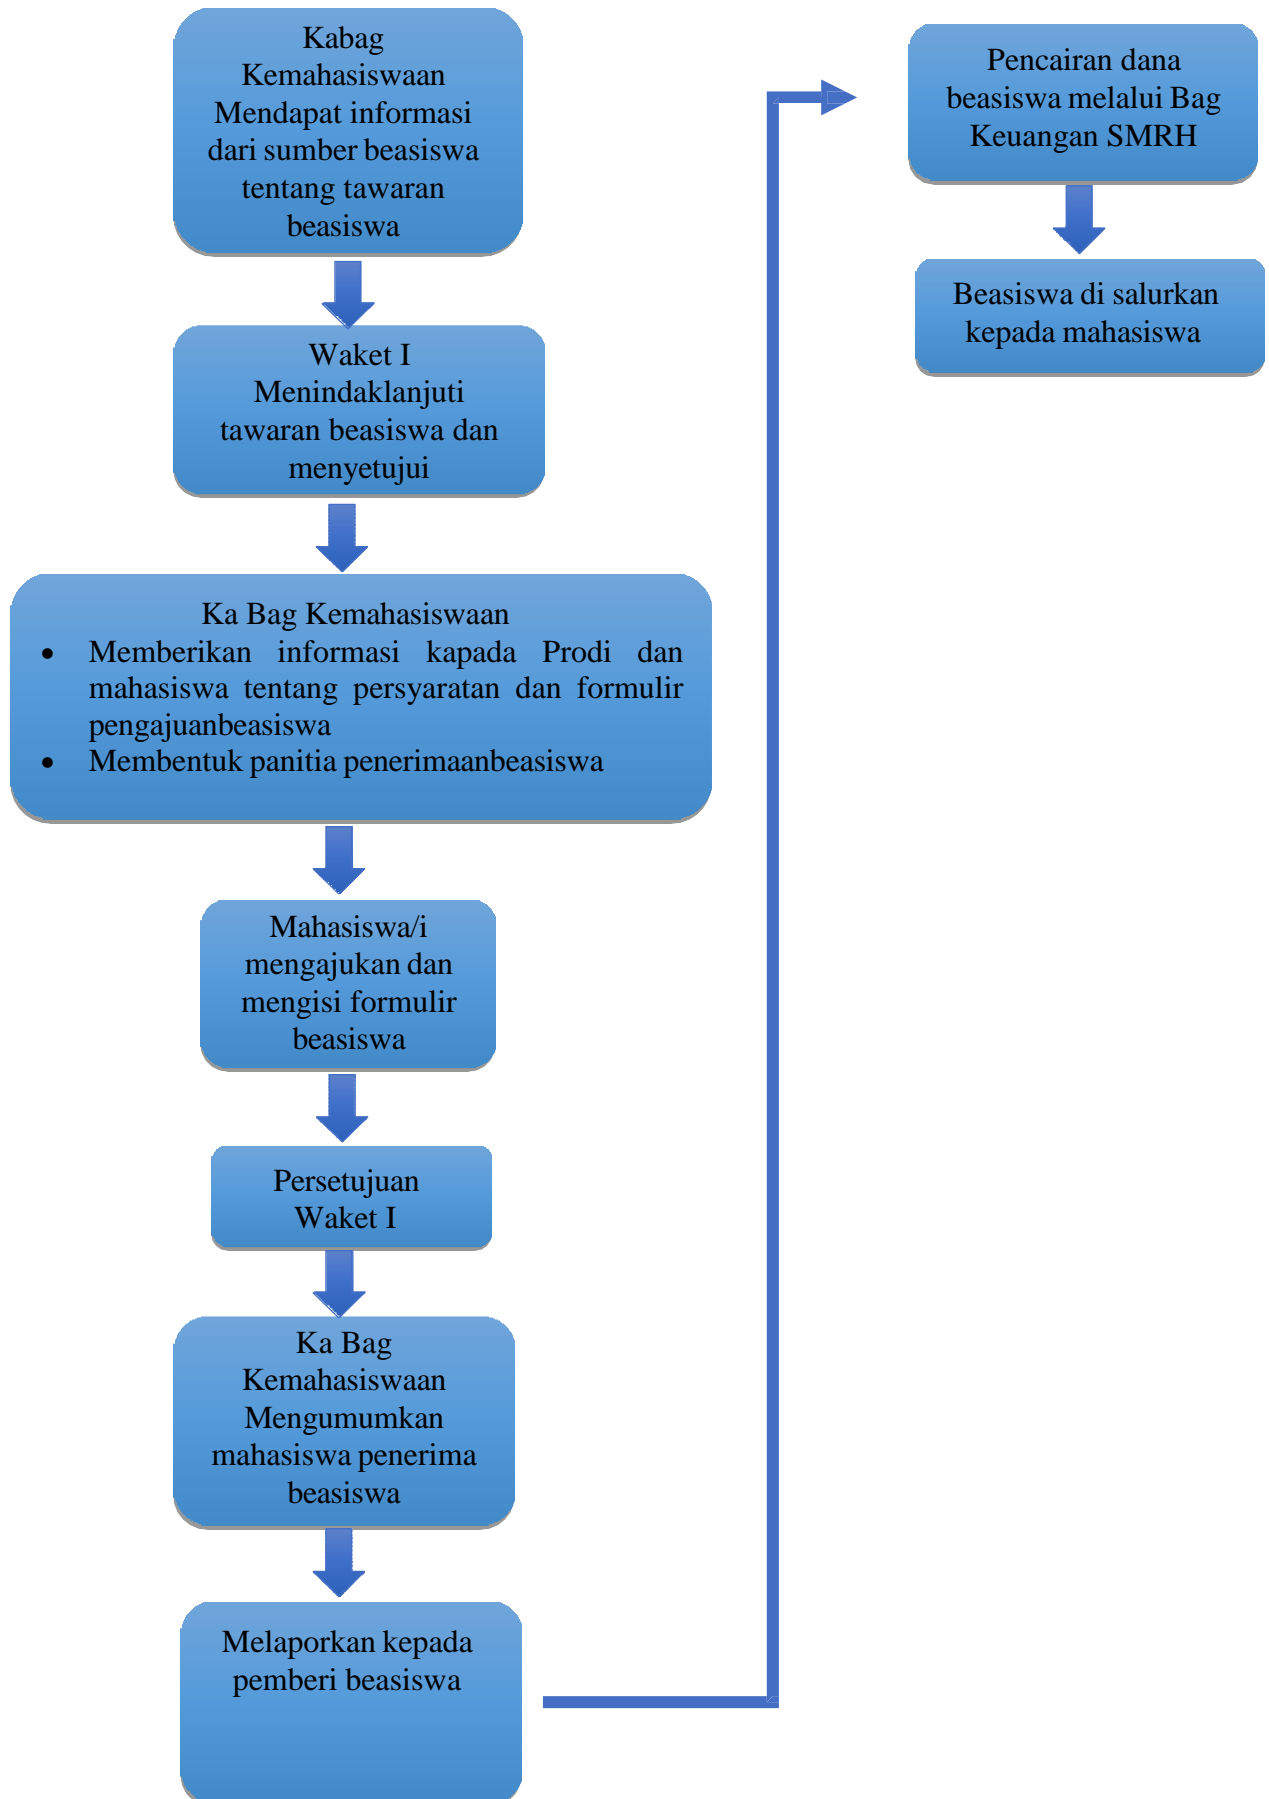 Kabag
Kemahasiswaan
Mendapat informasi
dari sumber beasiswa
tentang tawaran
beasiswa
Waket I
Menindaklanjuti
tawaran beasiswa dan
menyetujui
Ka Bag Kemahasiswaan
• Memberikan informasi kapada Prodi dan
mahasiswa tentang persyaratan dan formulir
pengajuanbeasiswa
• Membentuk panitia penerimaanbeasiswa
Mahasiswa/i
mengajukan dan
mengisi formulir
beasiswa
Persetujuan
Waket I
Ka Bag
Kemahasiswaan
Mengumumkan
mahasiswa penerima
beasiswa
Melaporkan kepada
pemberi beasiswa
Pencairan dana
beasiswa melalui Bag
Keuangan SMRH
Beasiswa di salurkan
kepada mahasiswa